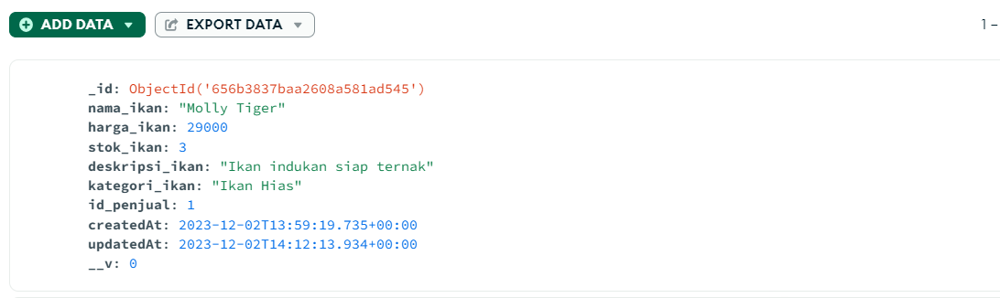 ADD DATA EXPORT DATA 1 –
_id: ObjectId('656b3837baa2608a581ad545')
nama_ikan: "Molly Tiger"
harga_ikan: 29000
stok_ikan: 3
deskripsi_ikan: "Ikan indukan siap ternak"
kategori_ikan: "Ikan Hias"
id_penjual: 1
createdAt: 2023-12-02T13:59:19.735+00:00
updatedAt: 2023-12-02T14:12:13.934+00:00
__v: 0